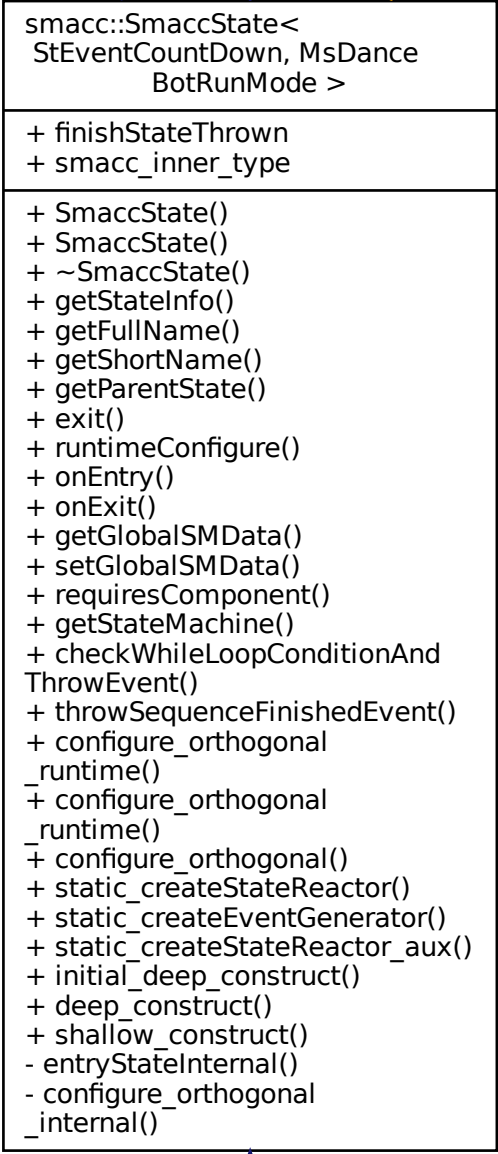 smacc::SmaccState<
StEventCountDown, MsDance
BotRunMode >
+ finishStateThrown
+ smacc_inner_type
+ SmaccState()
+ SmaccState()
+ ~SmaccState()
+ getStateInfo()
+ getFullName()
+ getShortName()
+ getParentState()
+ exit()
+ runtimeConfigure()
+ onEntry()
+ onExit()
+ getGlobalSMData()
+ setGlobalSMData()
+ requiresComponent()
+ getStateMachine()
+ checkWhileLoopConditionAnd
ThrowEvent()
+ throwSequenceFinishedEvent()
+ configure_orthogonal
_runtime()
+ configure_orthogonal
_runtime()
+ configure_orthogonal()
+ static_createStateReactor()
+ static_createEventGenerator()
+ static_createStateReactor_aux()
+ initial_deep_construct()
+ deep_construct()
+ shallow_construct()
- entryStateInternal()
- configure_orthogonal
_internal()